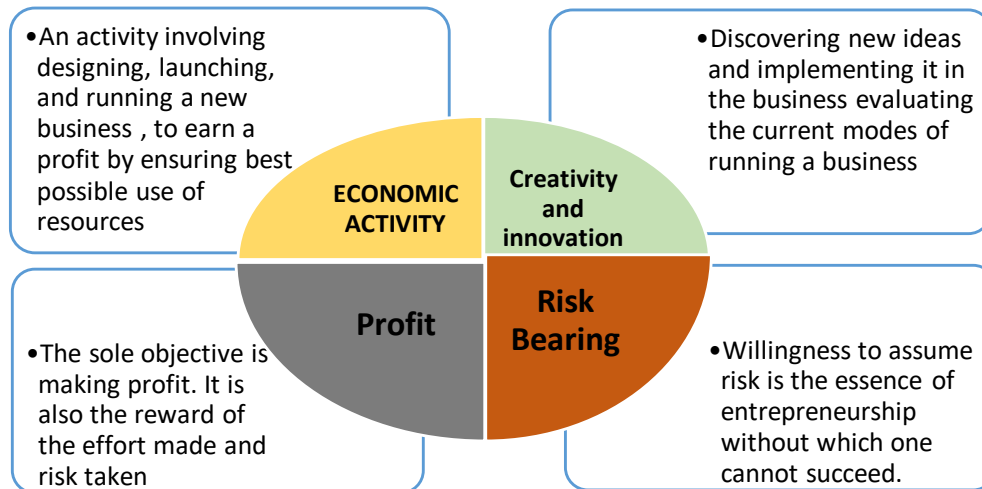 •An activity involving
designing, launching,
and running a new
business , to earn a
profit by ensuring best
possible use of
resources
•Discovering new ideas
and implementing it in
the business evaluating
the current modes of
running a business
ECONOMIC
ACTIVITY
Creativity
and
innovation
Profit
Risk
Bearing
•The sole objective is
making profit. It is
also the reward of
the effort made and
risk taken
•Willingness to assume
risk is the essence of
entrepreneurship
without which one
cannot succeed.